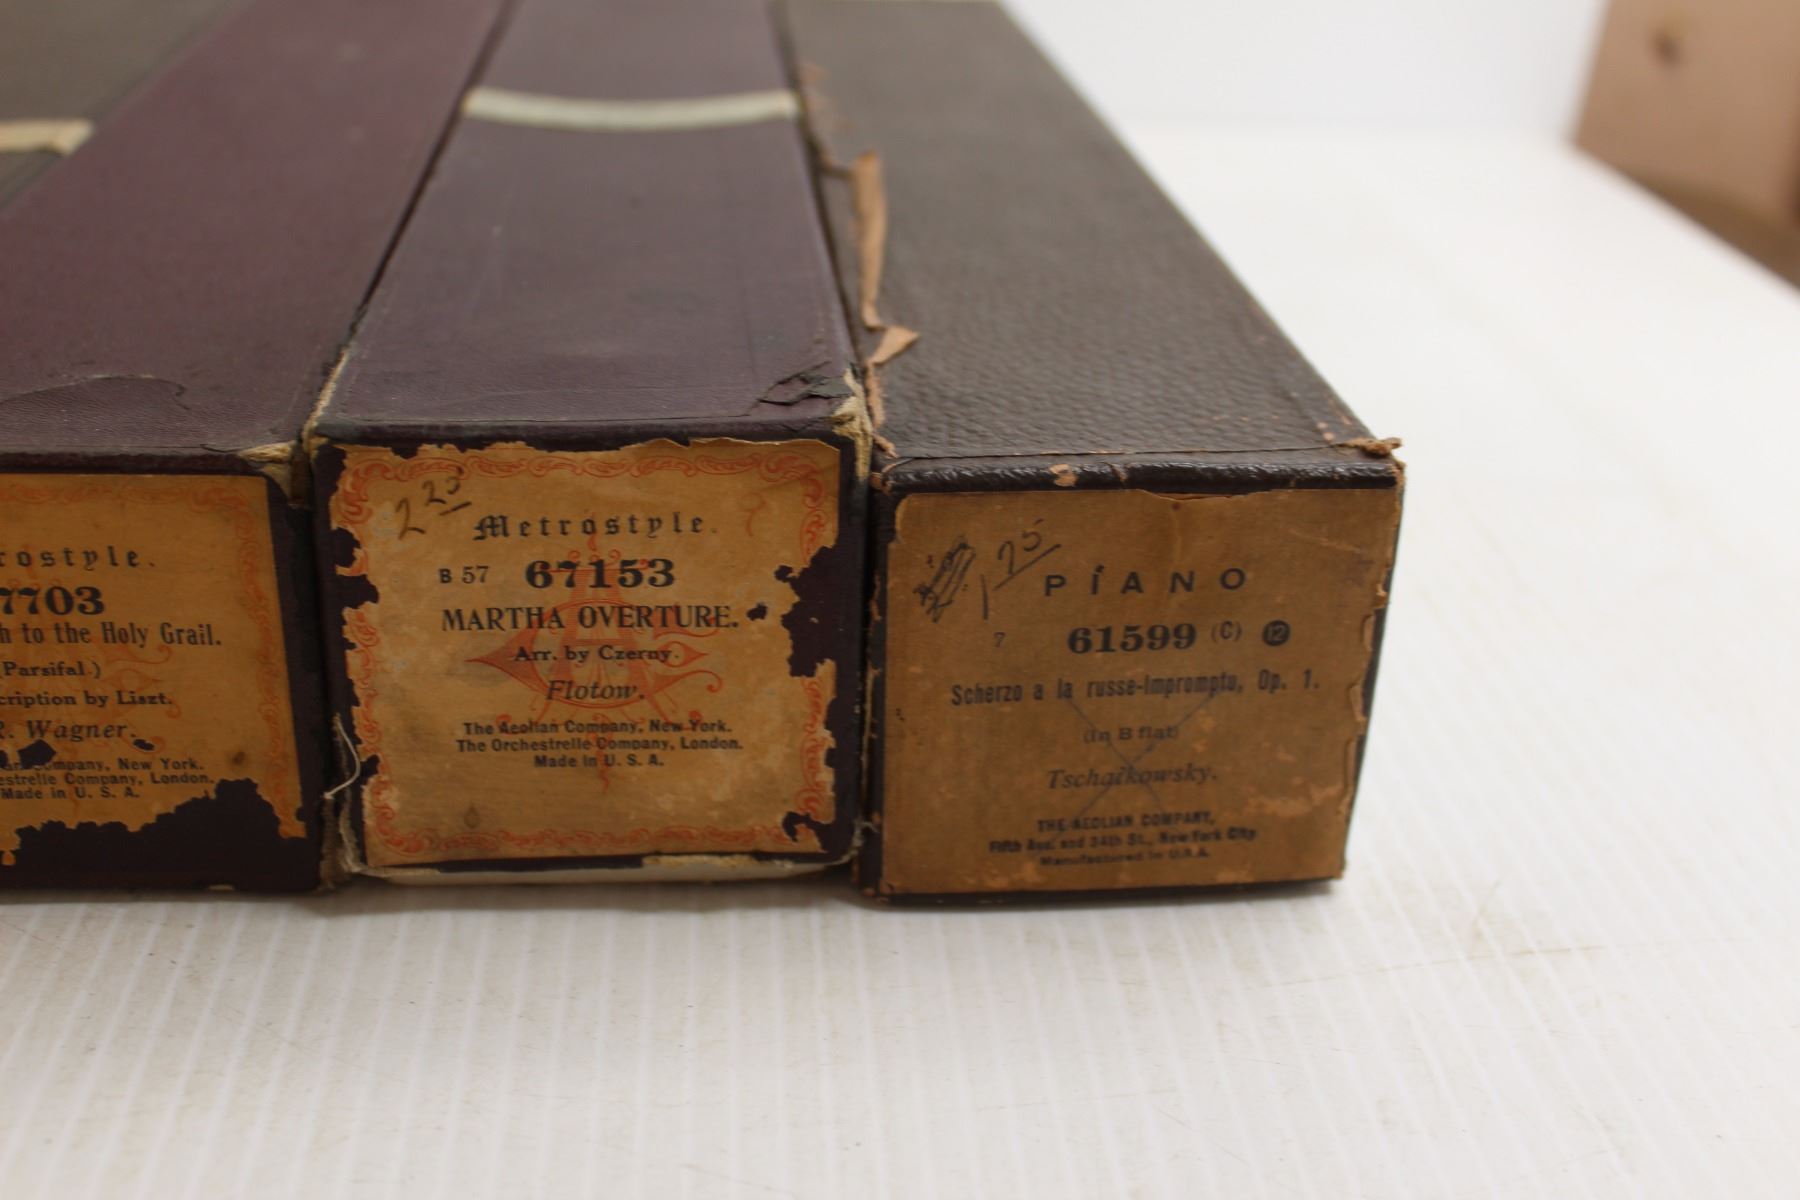 rostyle.
7703
h to the Holy Grail.
Parsifal.)
cription by Liszt.
R. Wagner.
Company, New York.
estrelle Company, London.
Made in U. S. A.
2 25
Metrostyle.
B 57 67153
MARTHA OVERTURE.
Arr. by Czerny.
Flotow.
The Aeolian Company, New York.
The Orchestrelle Company, London.
Made in U. S. A.
1 75
PIANO
7 61599 (C) 12
Scherzo a la russe-Impromptu, Op. 1.
(In B flat)
Tschaikowsky.
THE AEOLIAN COMPANY,
Fifth Ave. and 34th St., New York City
Manufactured in U.S.A.